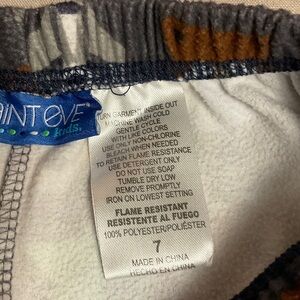 RINTOVE
kids.
TURN GARMENT INSIDE OUT
MACHINE WASH COLD
GENTLE CYCLE
WITH LIKE COLORS
USE ONLY NON-CHLORINE
BLEACH WHEN NEEDED
TO RETAIN FLAME RESISTANCE
USE DETERGENT ONLY
DO NOT USE SOAP
TUMBLE DRY LOW
REMOVE PROMPTLY
IRON ON LOWEST SETTING
FLAME RESISTANT
RESISTENTE AL FUEGO
100% POLYESTER/POLIÉSTER
7
MADE IN CHINA
HECHO EN CHINA